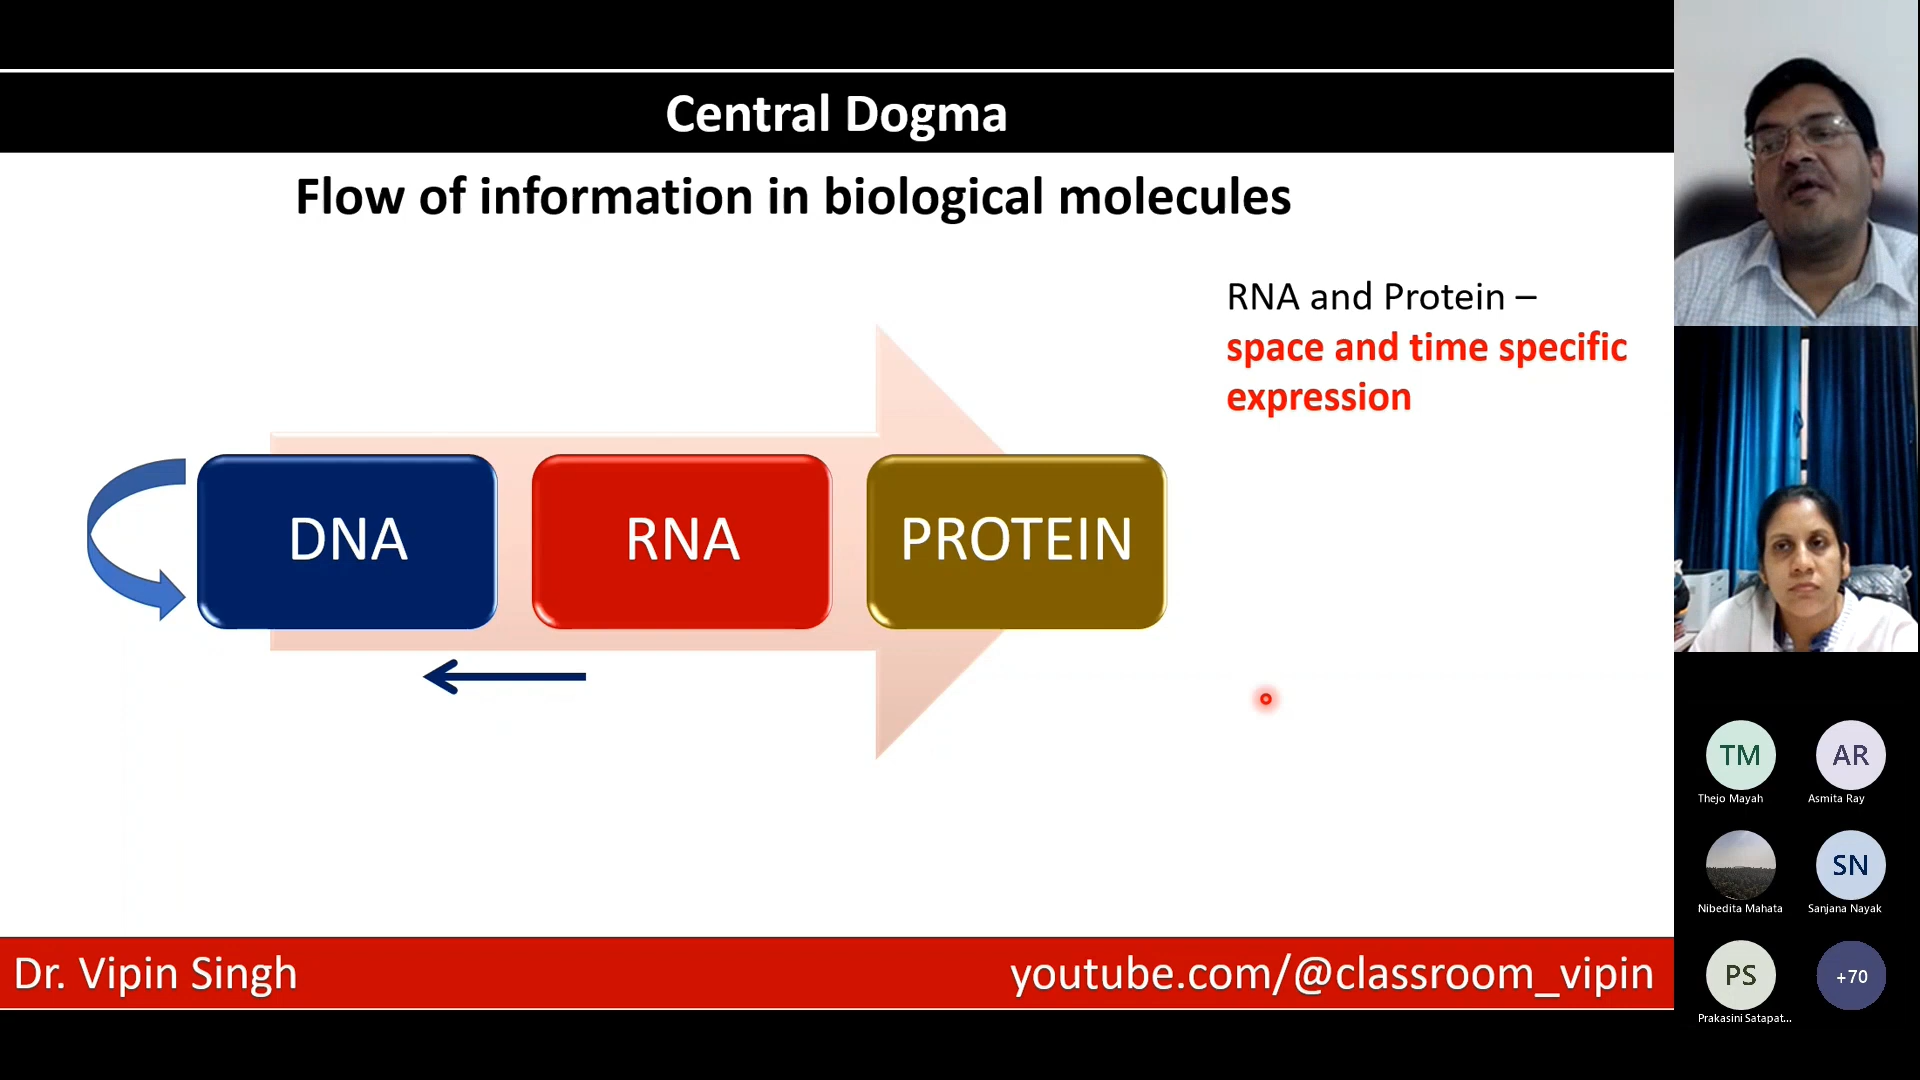 Central Dogma
Flow of information in biological molecules
RNA and Protein –
space and time specific
expression
DNA
RNA
PROTEIN
Dr. Vipin Singh
youtube.com/@classroom_vipin
TM
Thejo Mayah
AR
Asmita Ray
Nibedita Mahata
SN
Sanjana Nayak
PS
Prakasini Satapat...
+70